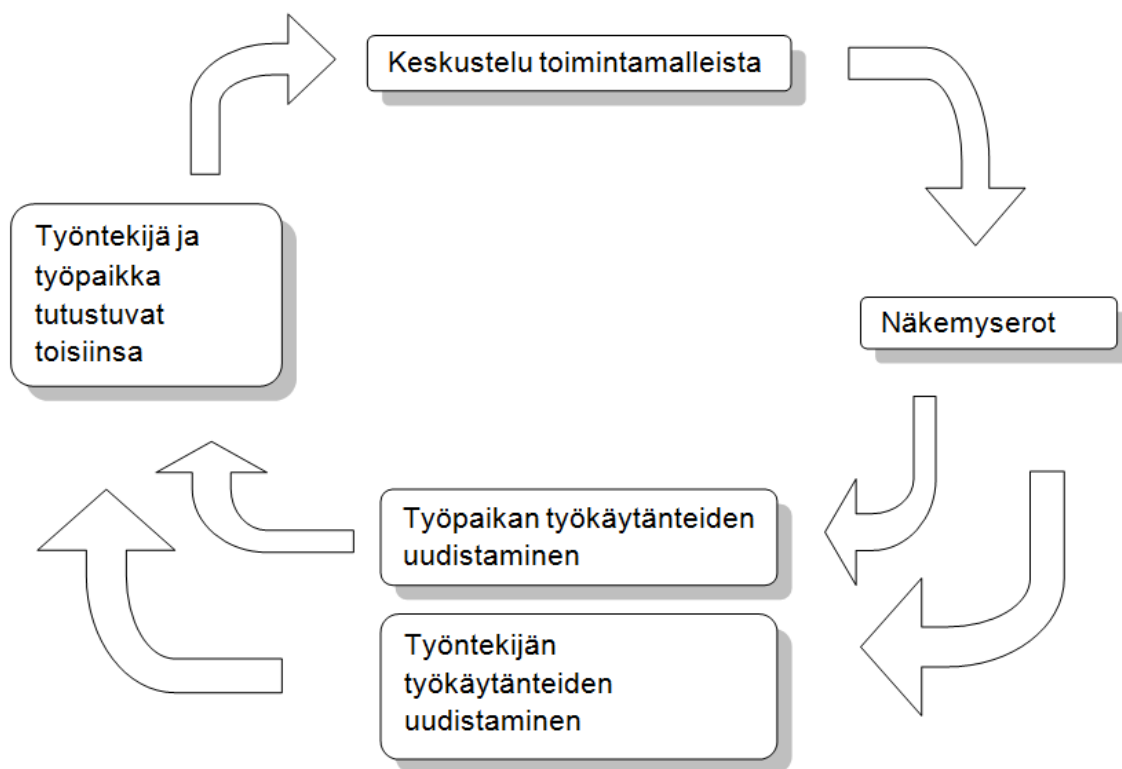 Keskustelu toimintamalleista
Työntekijä ja
työpaikka
tutustuvat
toisiinsa
Näkemyserot
Työpaikan työkäytänteiden
uudistaminen
Työntekijän
työkäytänteiden
uudistaminen